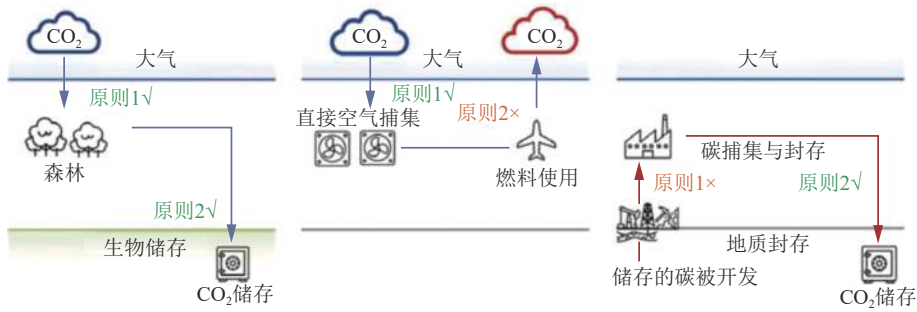 CO₂
大气
原则1√
森林
原则2√
生物储存
CO₂储存
CO₂
CO₂
大气
原则1√
直接空气捕集
原则2×
燃料使用
大气
碳捕集与封存
原则1×
原则2√
地质封存
储存的碳被开发
CO₂储存